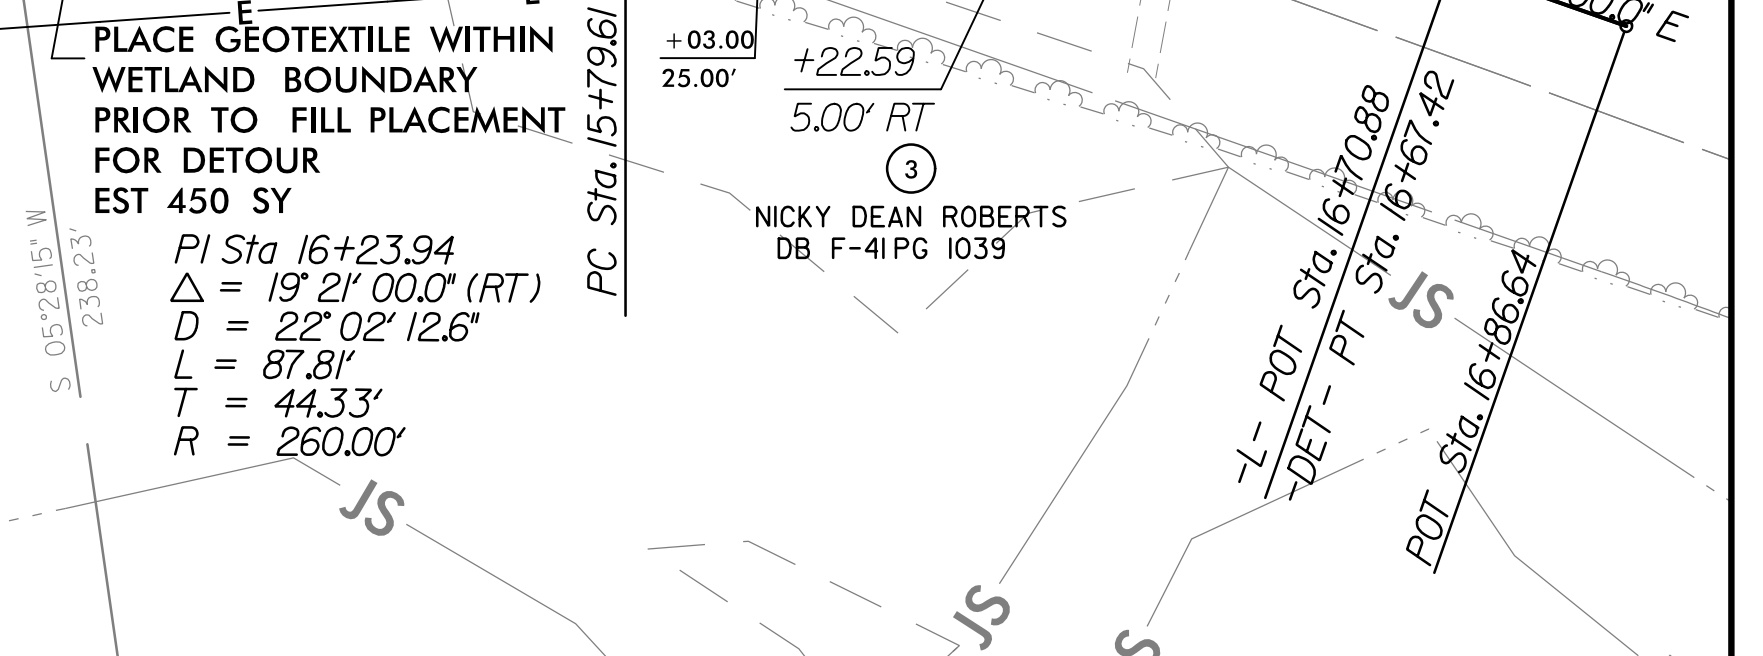 E
PLACE GEOTEXTILE WITHIN
WETLAND BOUNDARY
PRIOR TO FILL PLACEMENT
FOR DETOUR
EST 450 SY
S 05°28'15" W
238.23'
PI Sta 16+23.94
Δ = 19° 21' 00.0" (RT)
D = 22° 02' 12.6"
L = 87.81'
T = 44.33'
R = 260.00'
PC Sta. 15+79.61
+03.00
25.00'
+22.59
5.00' RT
3
NICKY DEAN ROBERTS
DB F-41 PG 1039
-L- POT Sta. 16+70.88
-DET- PT Sta. 16+67.42
POT Sta. 16+86.64
JS
JS
JS